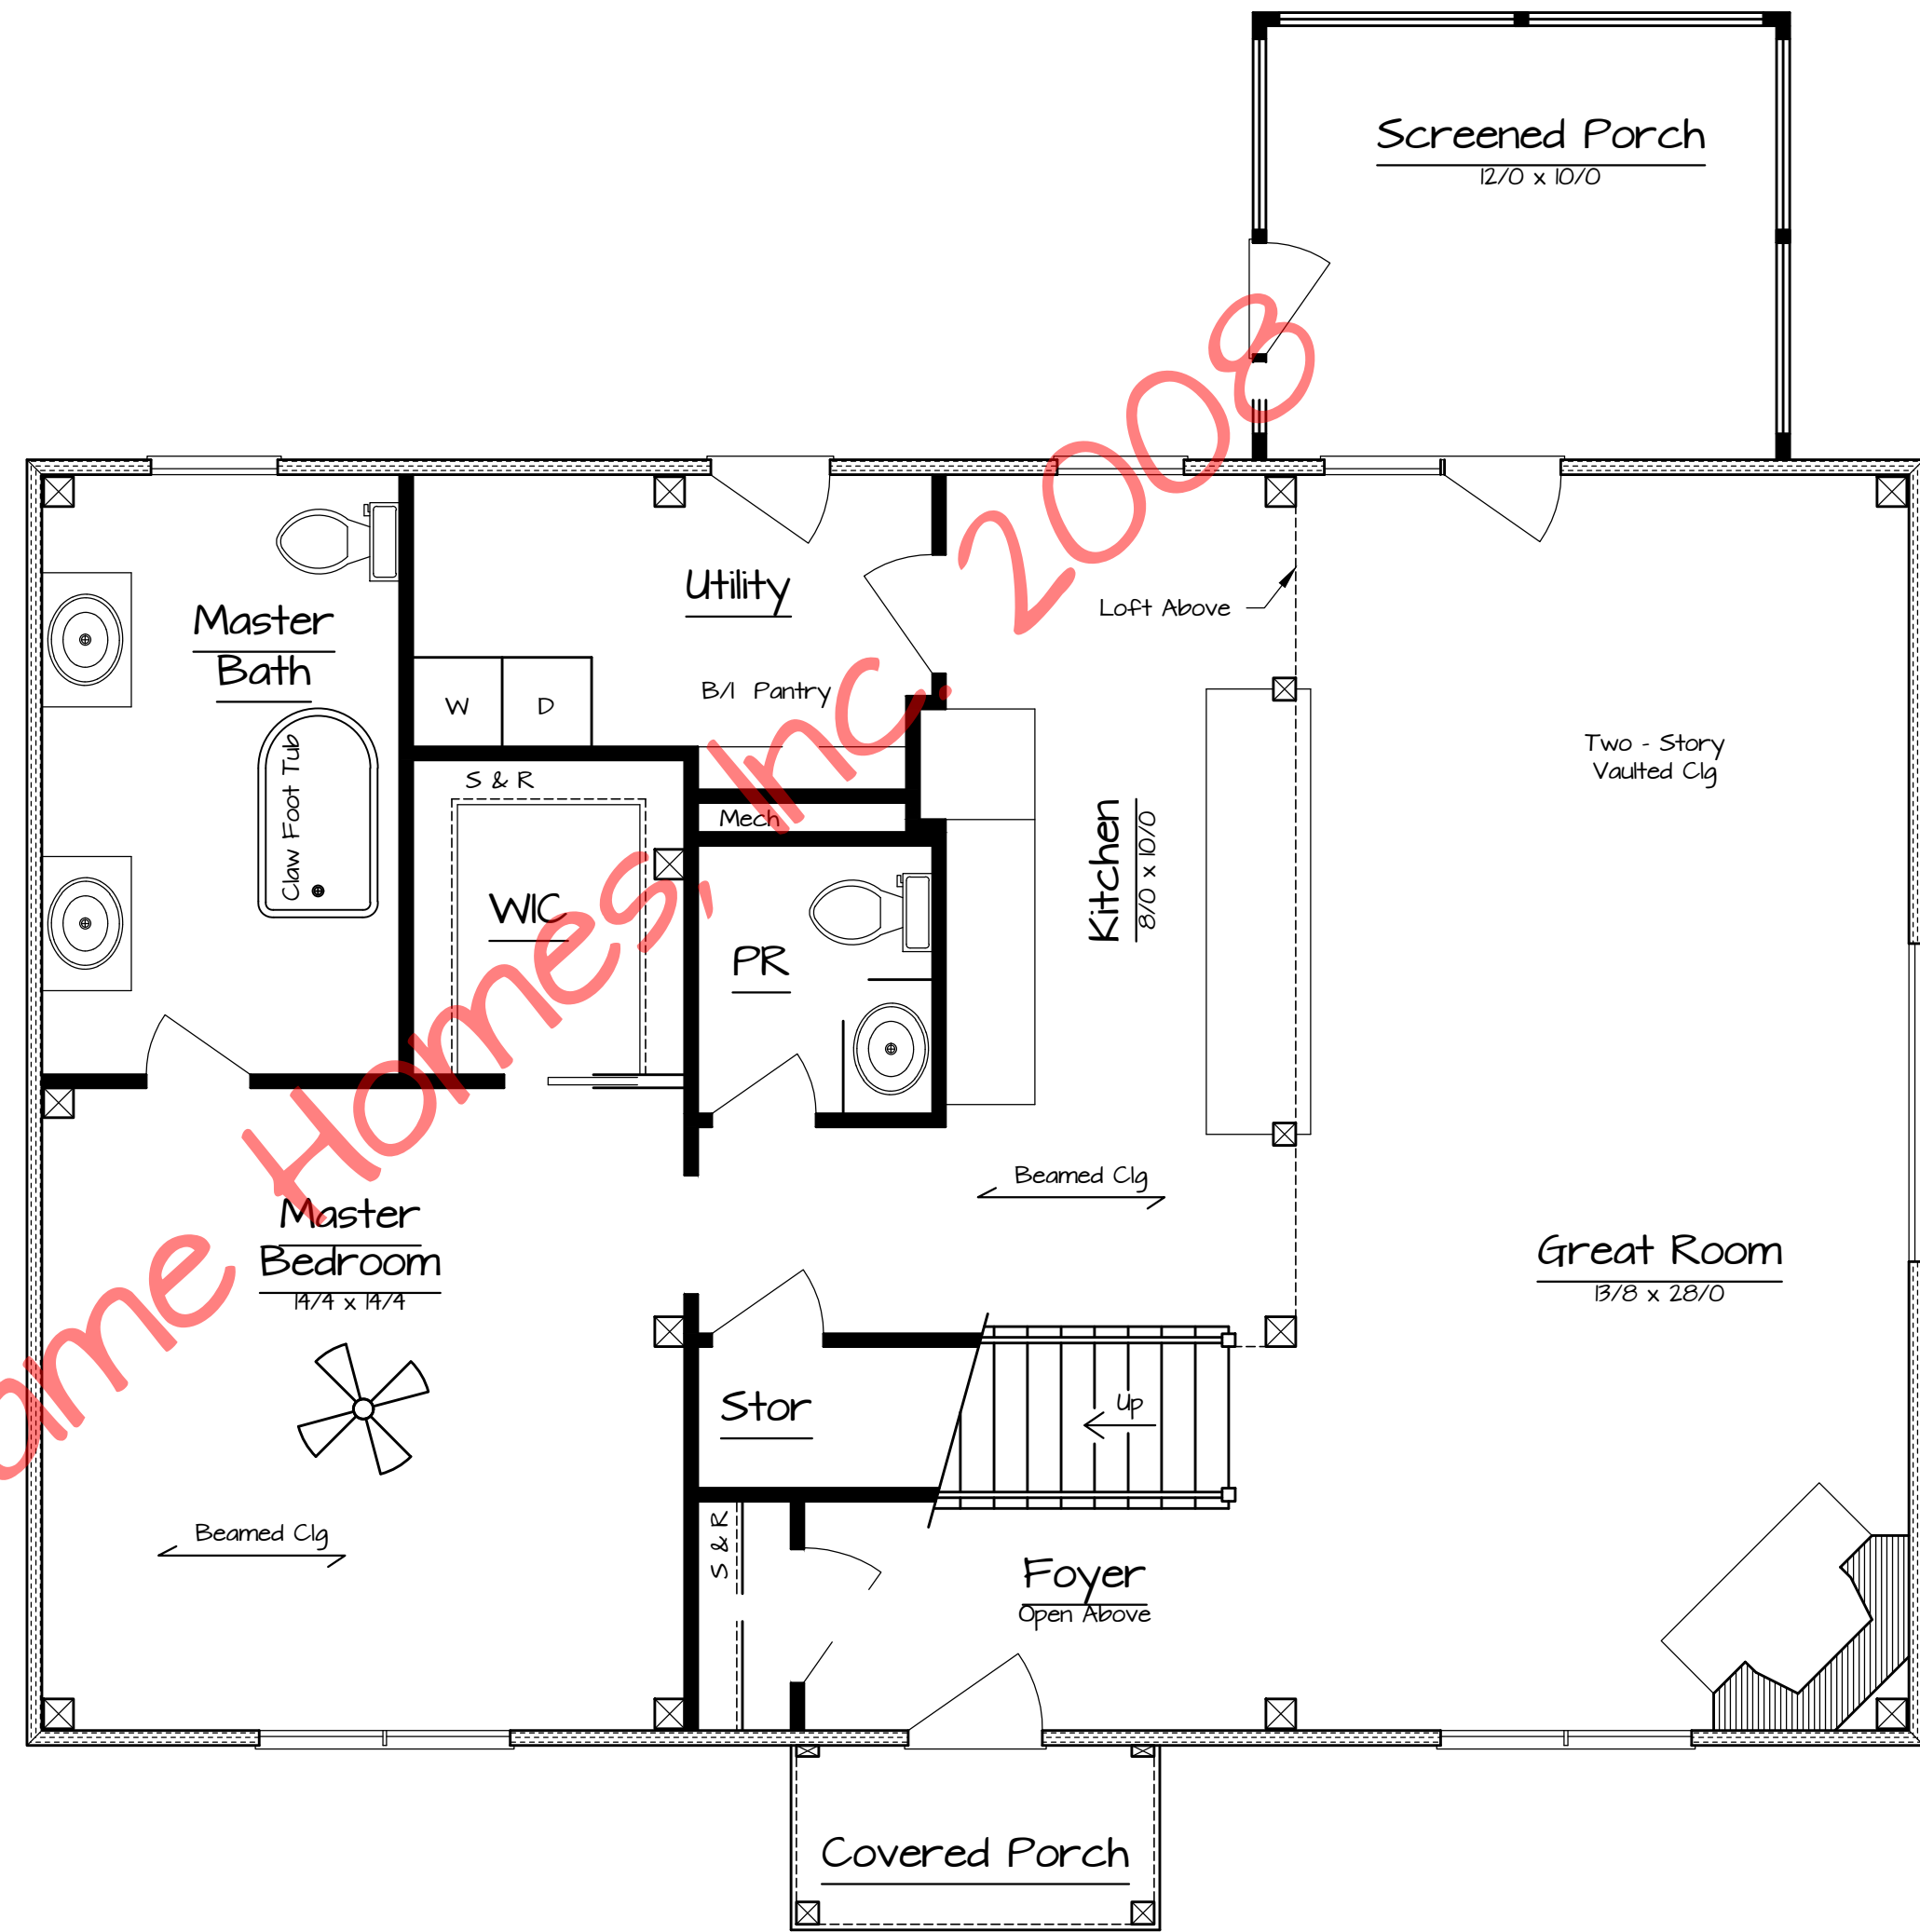 Screened Porch
12/0 x 10/0
Master
Bath
Utility
Loft Above
B/I Pantry
W
D
S & R
Claw Foot Tub
Mech
WIC
PR
Kitchen
8/0 x 10/0
Two - Story
Vaulted Clg
Beamed Clg
Master
Bedroom
14/4 x 14/4
Great Room
13/8 x 28/0
Stor
Up
Beamed Clg
S & R
Foyer
Open Above
Covered Porch
Homes, Inc. 2008